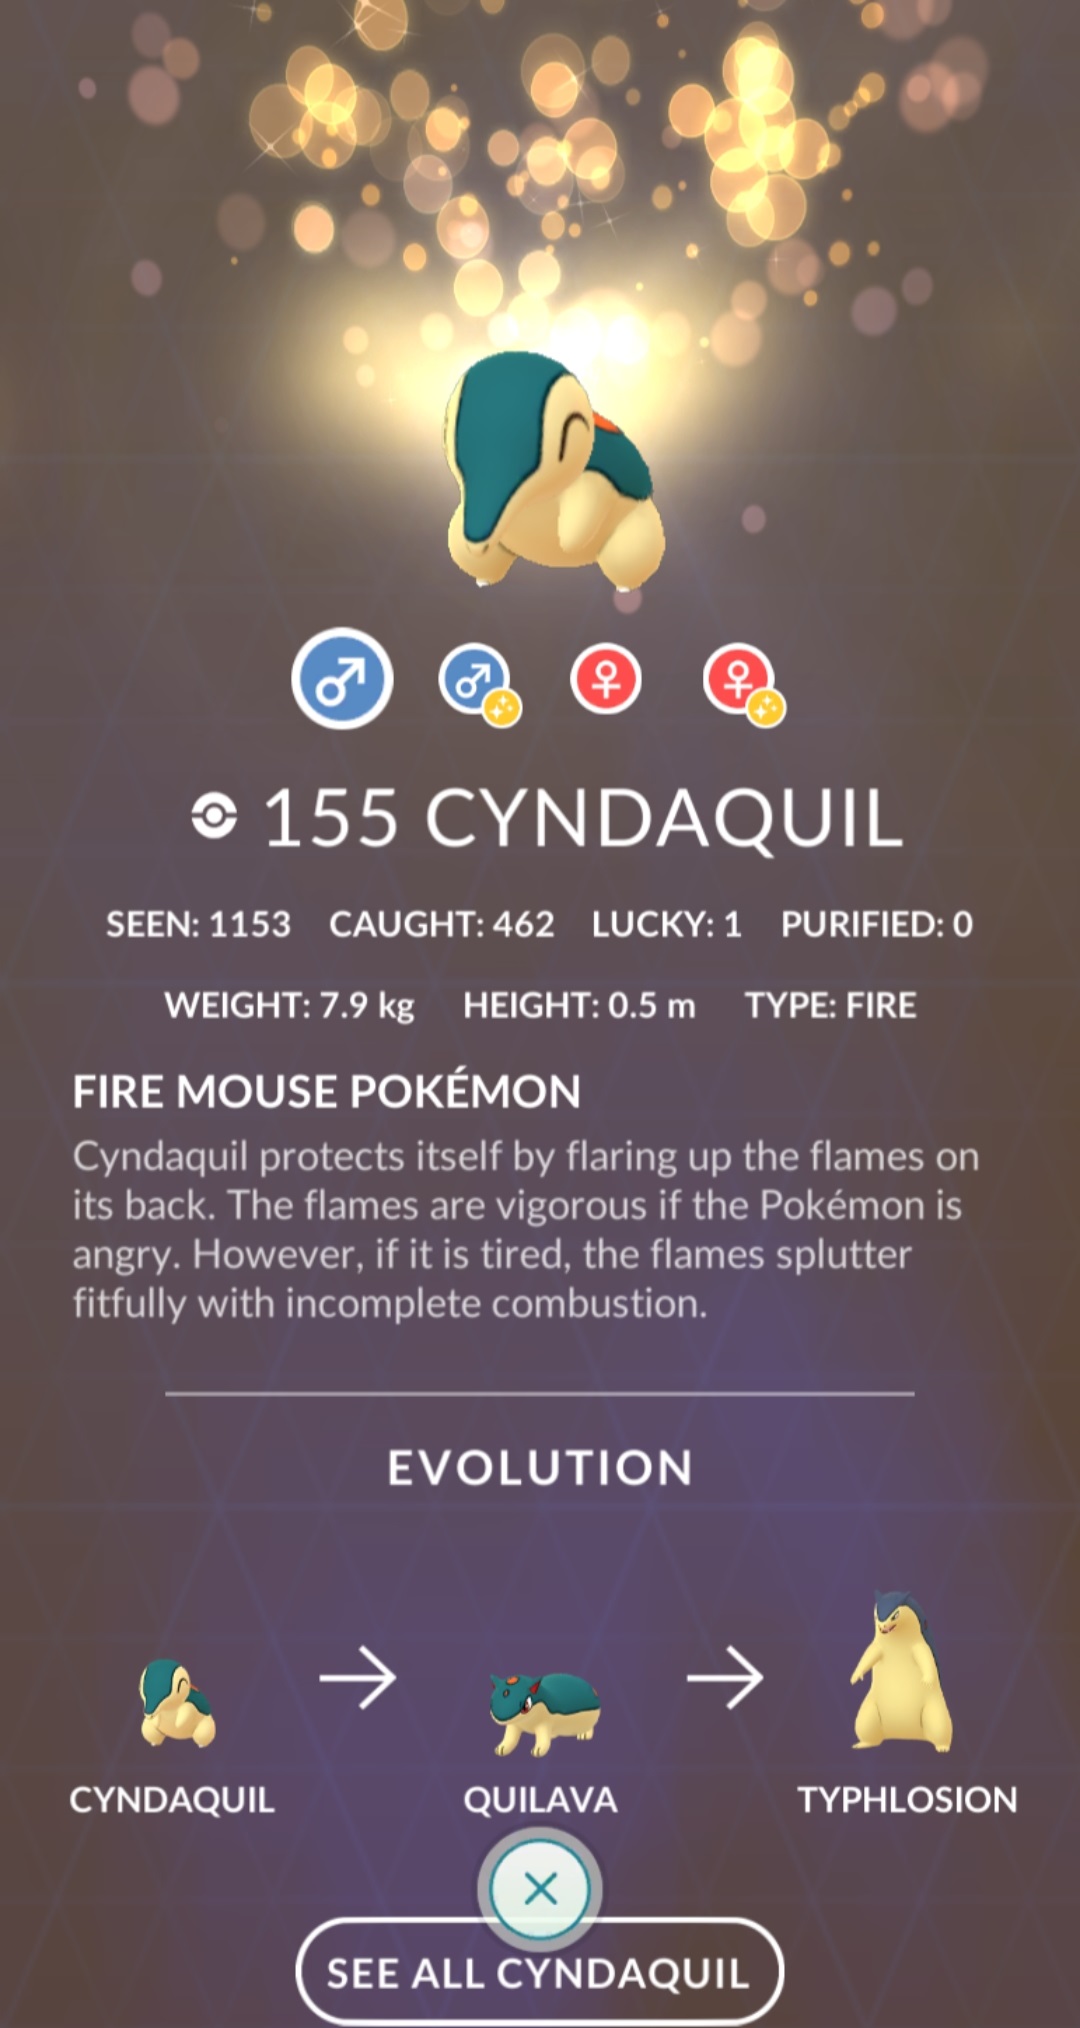 155 CYNDAQUIL
SEEN: 1153 CAUGHT: 462 LUCKY: 1 PURIFIED: 0
WEIGHT: 7.9 kg HEIGHT: 0.5 m TYPE: FIRE
FIRE MOUSE POKÉMON
Cyndaquil protects itself by flaring up the flames on
its back. The flames are vigorous if the Pokémon is
angry. However, if it is tired, the flames splutter
fitfully with incomplete combustion.
EVOLUTION
CYNDAQUIL QUILAVA TYPHLOSION
SEE ALL CYNDAQUIL